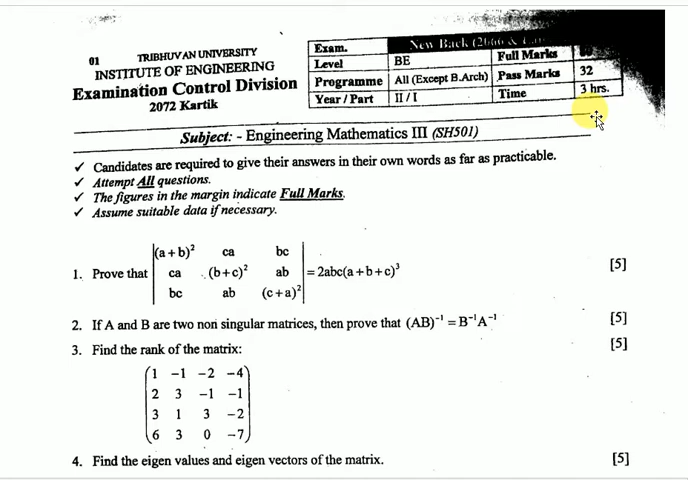 01
TRIBHUVAN UNIVERSITY
INSTITUTE OF ENGINEERING
Examination Control Division
2072 Kartik
Exam. New Back (2066 &
Level BE Full Marks
Programme All (Except B.Arch) Pass Marks 32
Year / Part II / I Time 3 hrs.
Subject: - Engineering Mathematics III (SH501)
✓ Candidates are required to give their answers in their own words as far as practicable.
✓ Attempt All questions.
✓ The figures in the margin indicate Full Marks.
✓ Assume suitable data if necessary.
1. Prove that |(a+b)² ca bc|
|ca (b+c)² ab| = 2abc(a+b+c)³ [5]
|bc ab (c+a)²|
2. If A and B are two non singular matrices, then prove that (AB)⁻¹ = B⁻¹A⁻¹ [5]
3. Find the rank of the matrix: [5]
(1 −1 −2 −4)
(2 3 −1 −1)
(3 1 3 −2)
(6 3 0 −7)
4. Find the eigen values and eigen vectors of the matrix. [5]